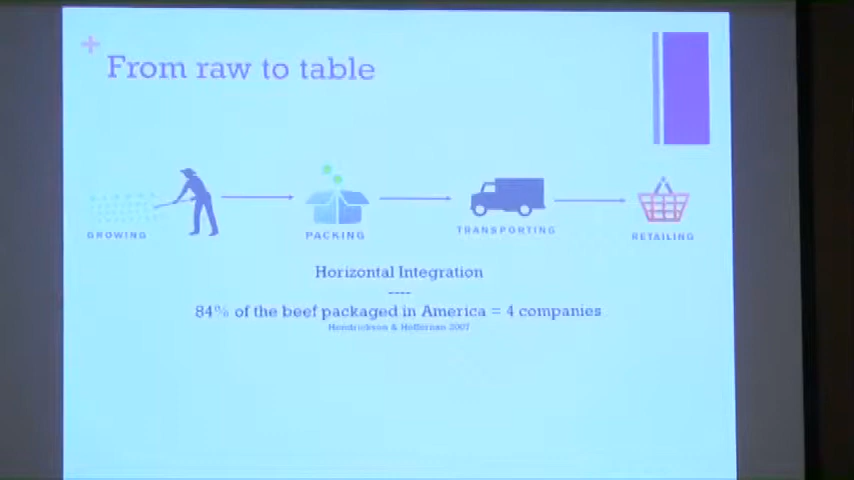 From raw to table
GROWING
PACKING
TRANSPORTING
RETAILING
Horizontal Integration
----
84% of the beef packaged in America = 4 companies
Hendrickson & Heffernan 2007